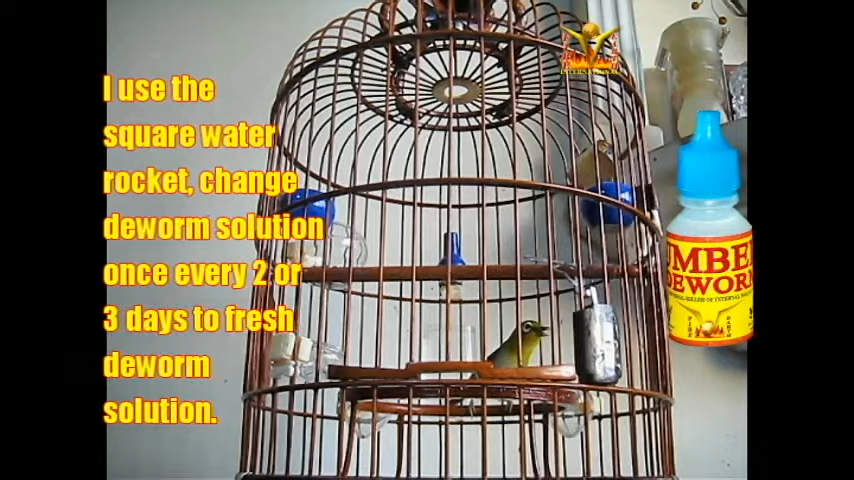 I use the
square water
rocket, change
deworm solution
once every 2 or
3 days to fresh
deworm
solution.
INTERNATIONAL
UMBE
DEWOR